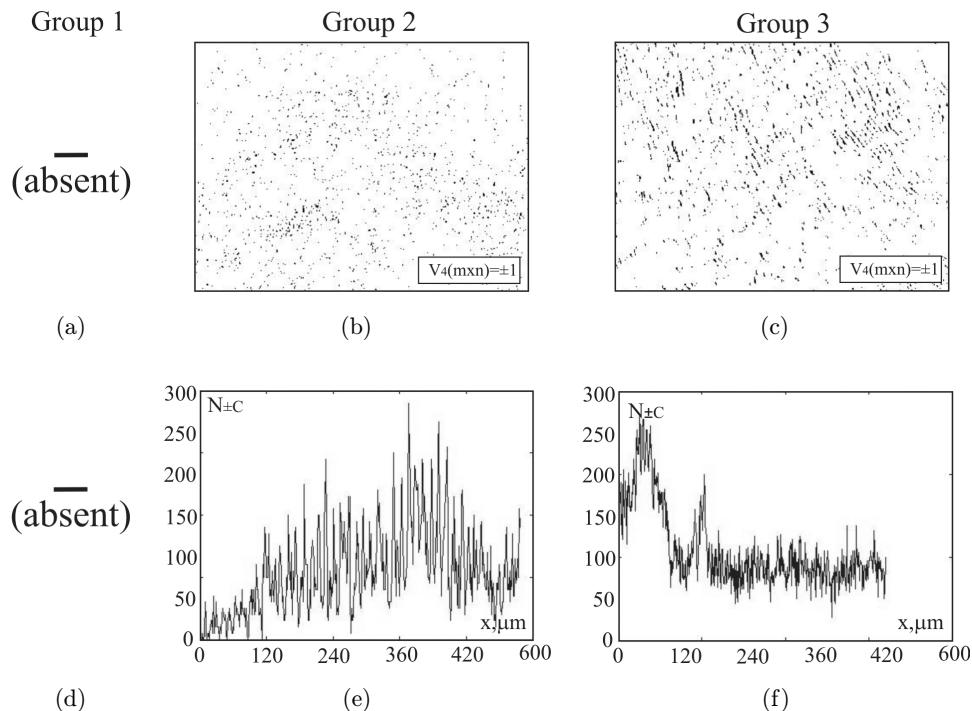 Group 1
Group 2
Group 3
(absent)
V4(mxn)=±1
V4(mxn)=±1
(a)
(b)
(c)
300
250
200
150
100
50
0
N±C
x,μm
0 120 240 360 420 600
(absent)
300
250
200
150
100
50
0
N±C
x,μm
0 120 240 360 420 600
(d)
(e)
(f)